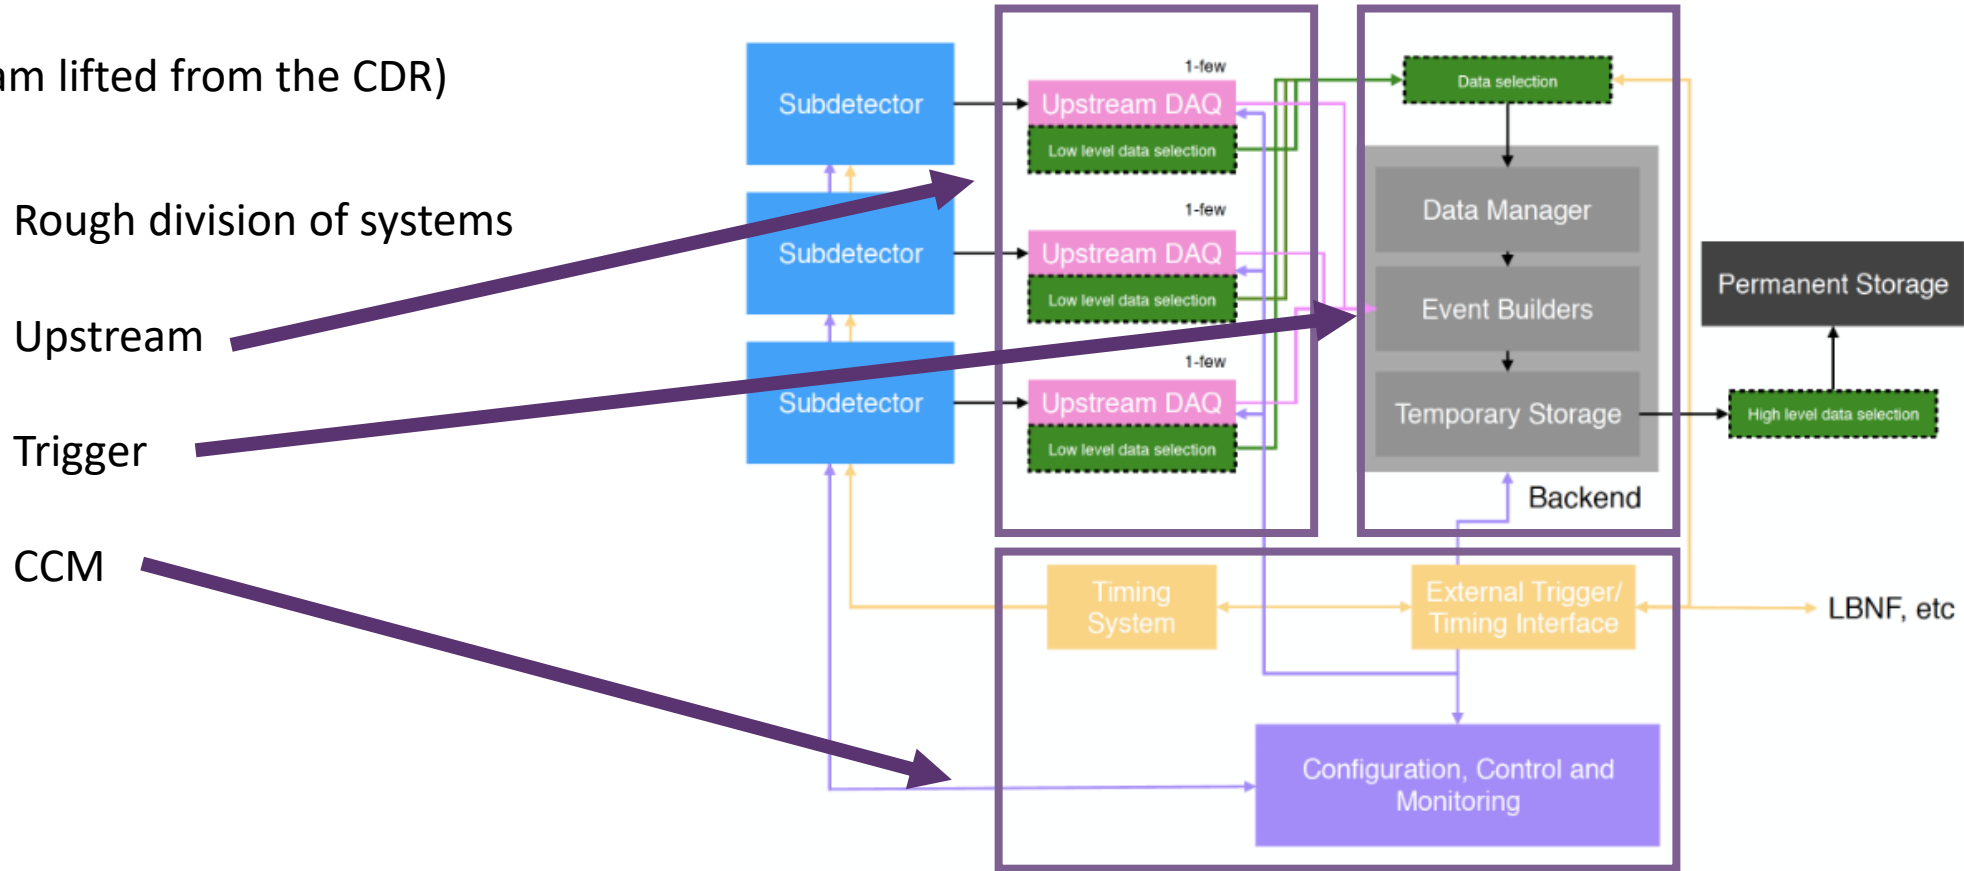 am lifted from the CDR)
Rough division of systems
Upstream
Trigger
CCM
Subdetector
Subdetector
Subdetector
1-few
Upstream DAQ
Low level data selection
1-few
Upstream DAQ
Low level data selection
1-few
Upstream DAQ
Low level data selection
Data selection
Data Manager
Event Builders
Temporary Storage
Backend
Permanent Storage
High level data selection
Timing
System
External Trigger/
Timing Interface
LBNF, etc
Configuration, Control and
Monitoring